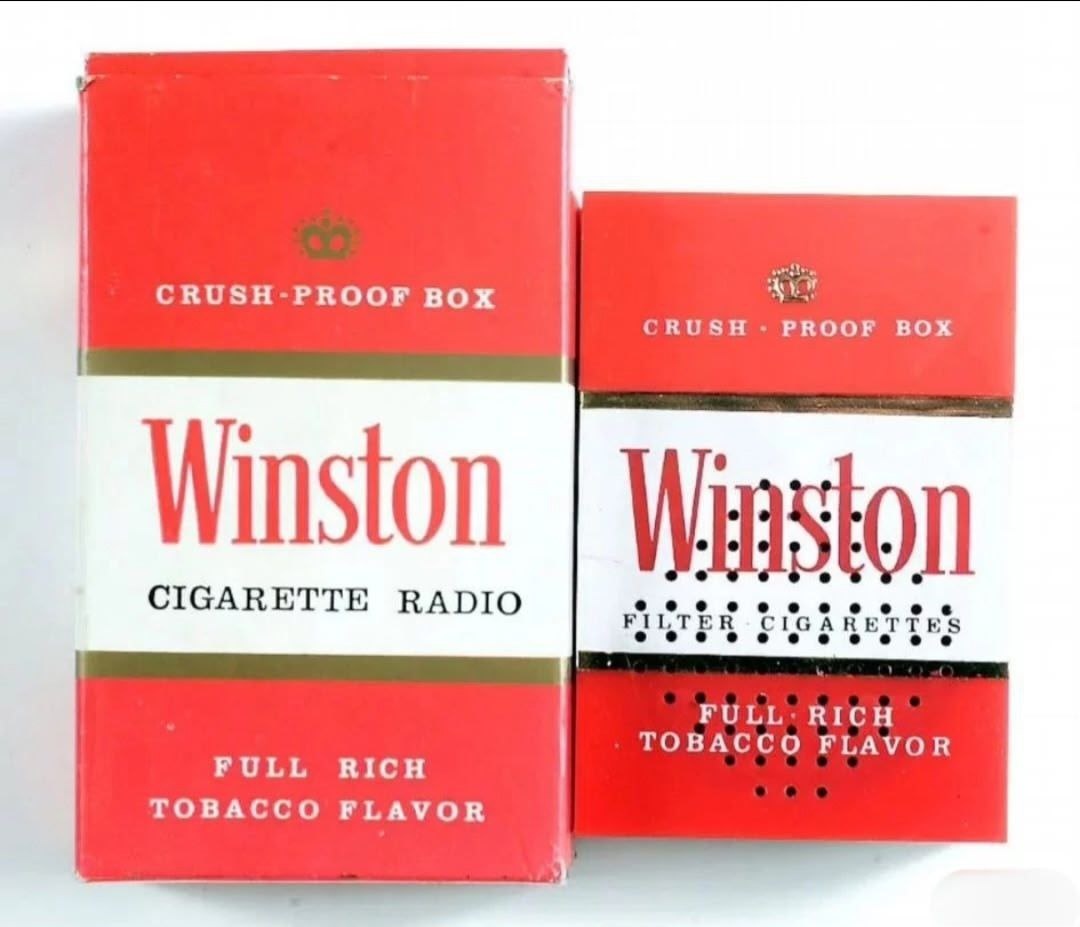 CRUSH-PROOF BOX
Winston
CIGARETTE RADIO
FULL RICH
TOBACCO FLAVOR
CRUSH · PROOF BOX
Winston
FILTER · CIGARETTES
FULL · RICH
TOBACCO FLAVOR